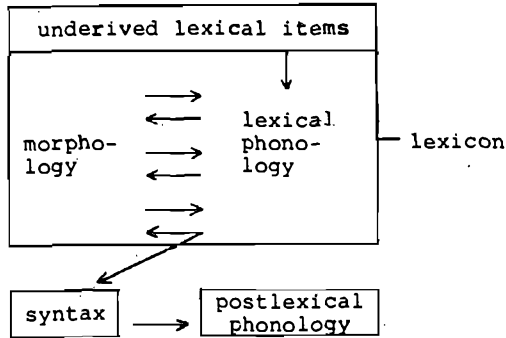 underived lexical items
morpho-
logy
lexical
phono-
logy
lexicon
syntax
postlexical
phonology